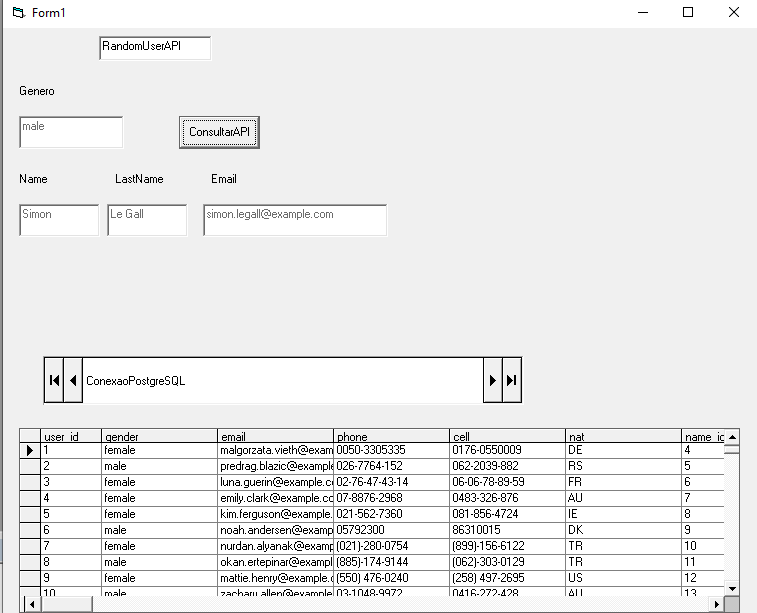 Form1
RandomUserAPI
Genero
male
ConsultarAPI
Name LastName Email
Simon Le Gall simon.legall@example.com
ConexaoPostgreSQL
user_id gender email phone cell nat name_ic
1 female malgorzata.vieth@exam 0050-3305335 0176-0550009 DE 4
2 male predrag.blazic@example 026-7764-152 062-2039-882 RS 5
3 female luna.guerin@example.co 02-76-47-43-14 06-06-78-89-59 FR 6
4 female emily.clark@example.co 07-8876-2968 0483-326-876 AU 7
5 female kim.ferguson@example. 021-562-7360 081-856-4724 IE 8
6 male noah.andersen@examp 05792300 86310015 DK 9
7 female nurdan.alyanak@examp (021)-280-0754 (899)-156-6122 TR 10
8 male okan.ertepinar@exampl (885)-174-9144 (062)-303-0129 TR 11
9 female mattie.henry@example.c (550) 476-0240 (258) 497-2695 US 12
10 male zachary.allen@example 03-1048-9972 0416-272-428 AU 13